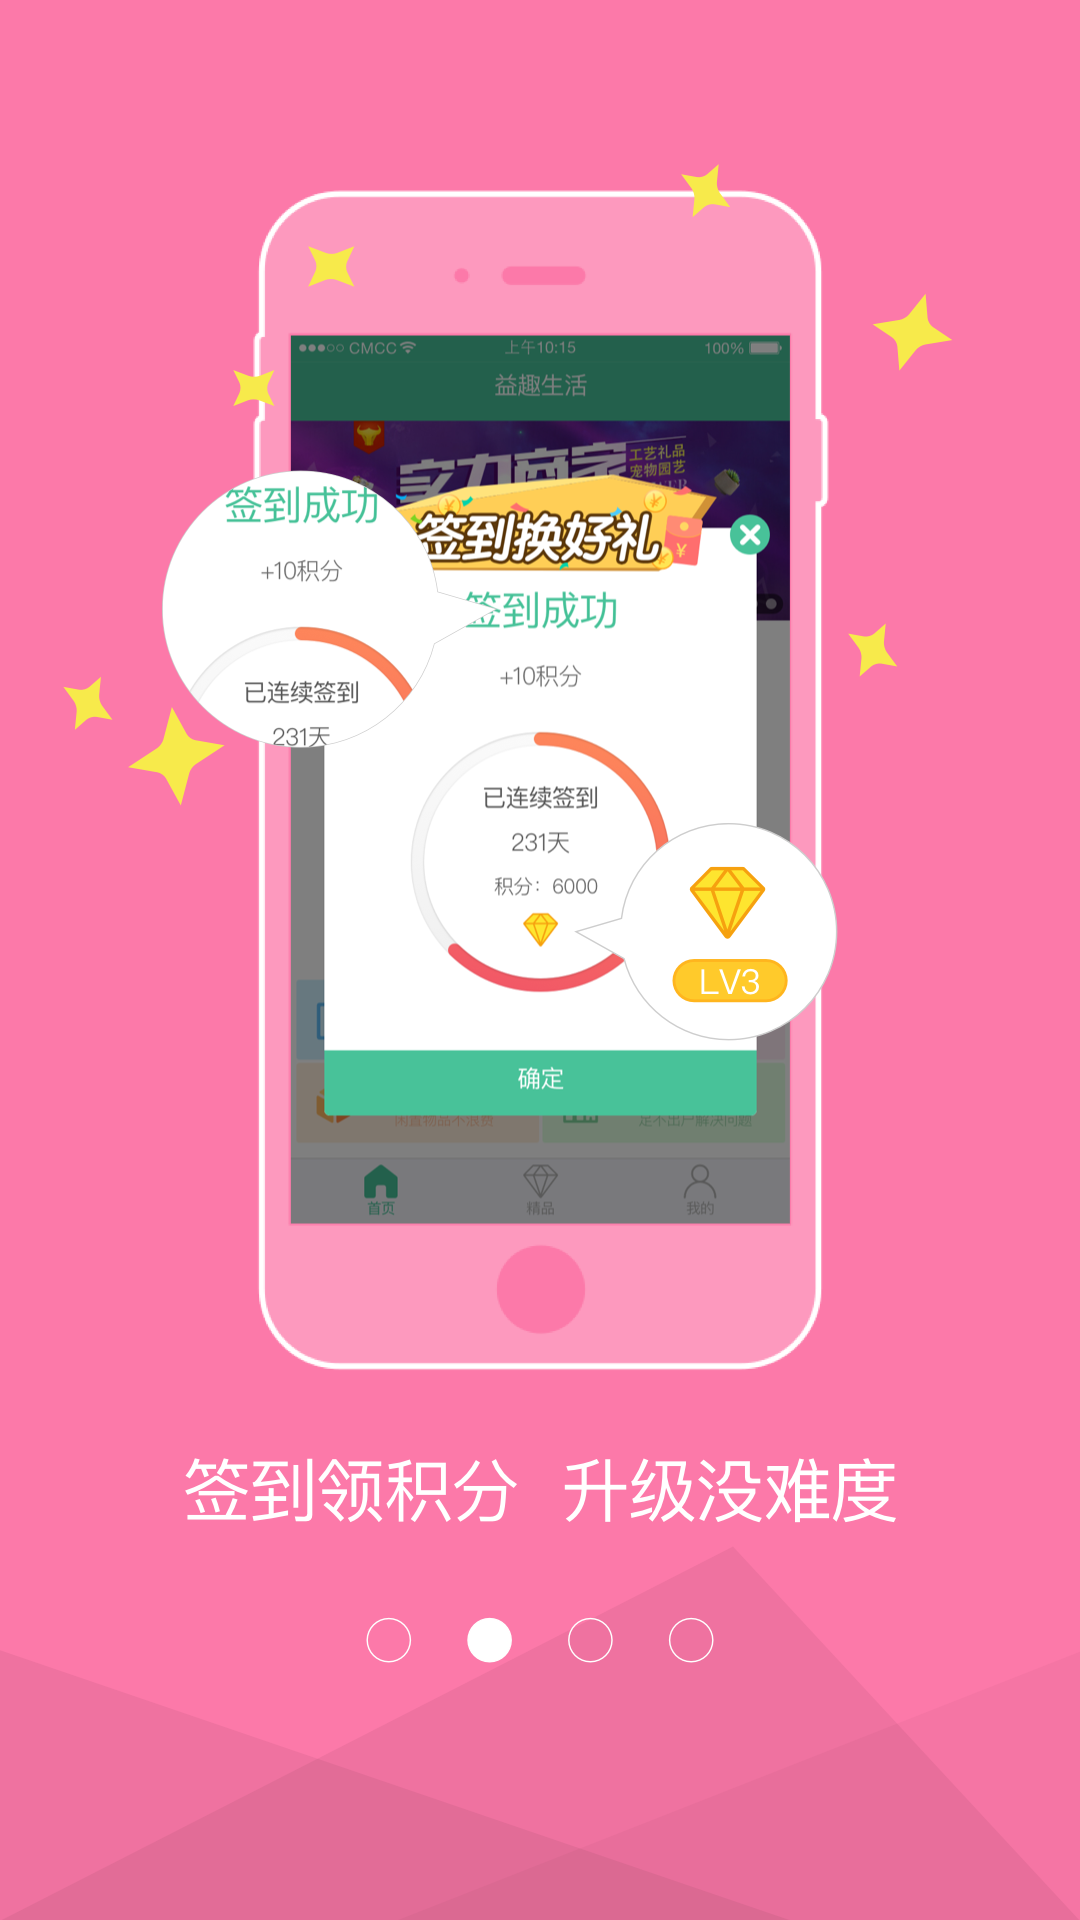 CMCC 上午10:15 100%
益趣生活
实力商家
工艺礼品
宠物园艺
签到换好礼
签到成功
+10积分
已连续签到
231天
签到成功
+10积分
已连续签到
231天
积分：6000
LV3
确定
闲置物品不浪费
足不出户解决问题
首页 精品 我的
签到领积分 升级没难度